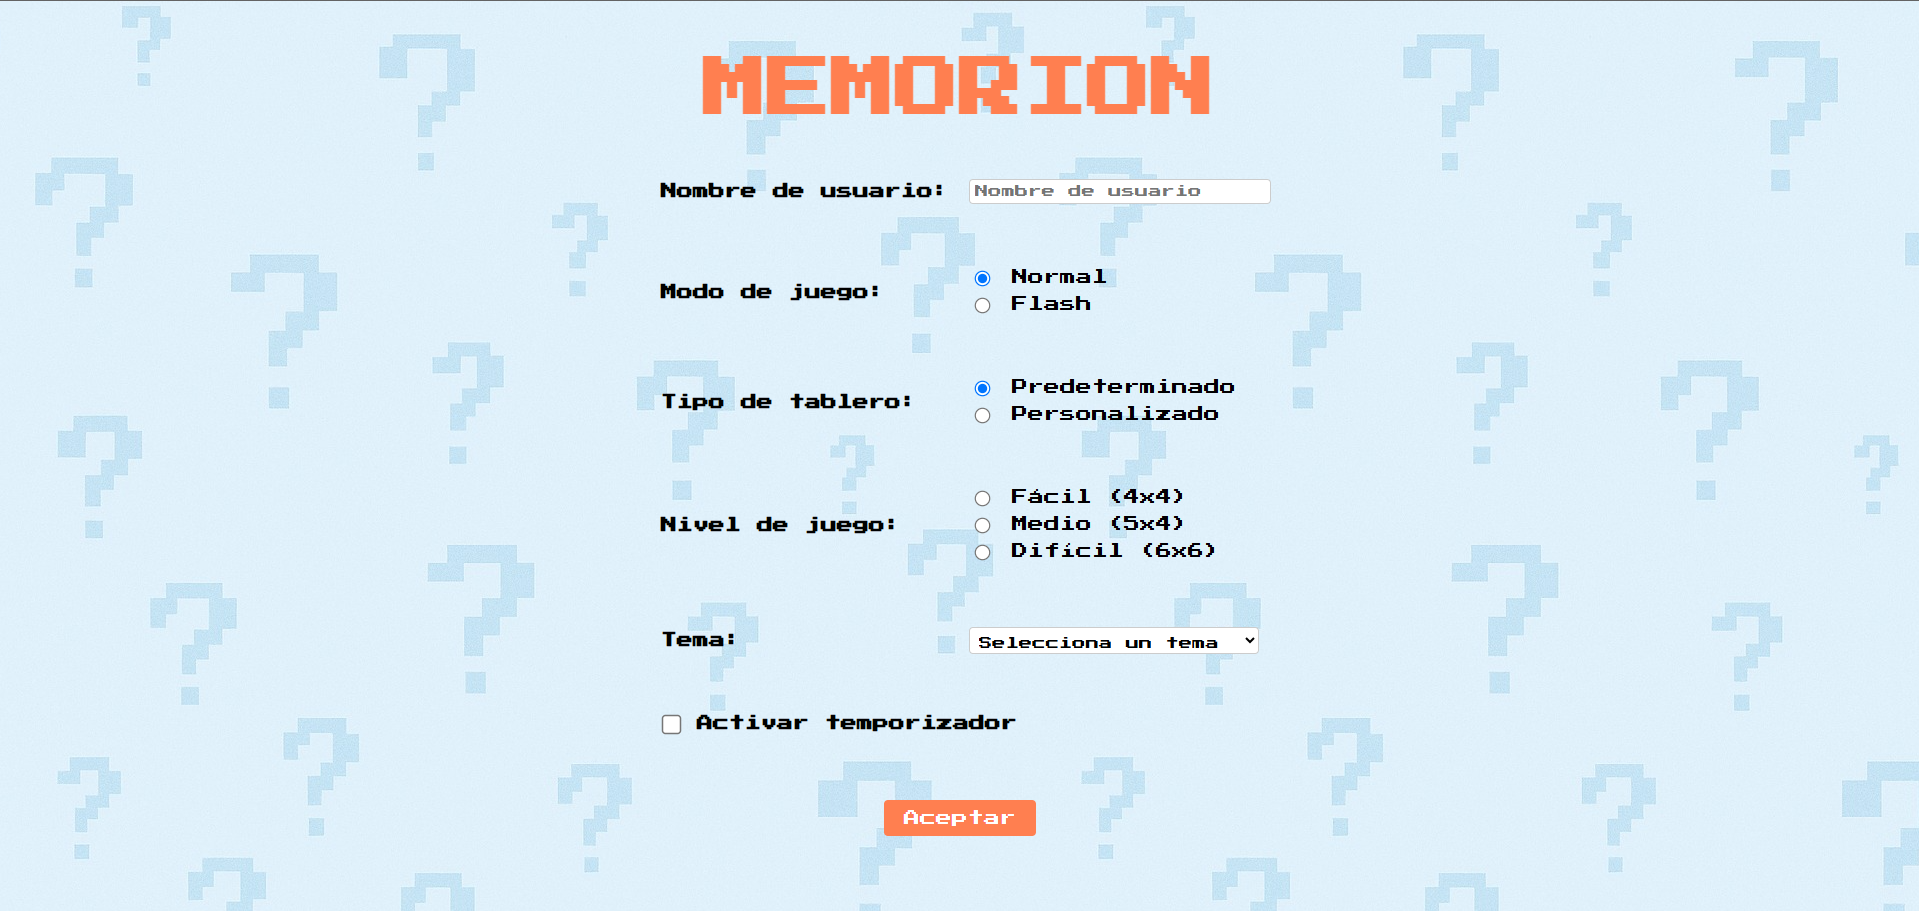 MEMORION
Nombre de usuario: Nombre de usuario
Modo de juego:
Normal
Flash
Tipo de tablero:
Predeterminado
Personalizado
Nivel de juego:
Fácil (4x4)
Medio (5x4)
Difícil (6x6)
Tema: Selecciona un tema
Activar temporizador
Aceptar